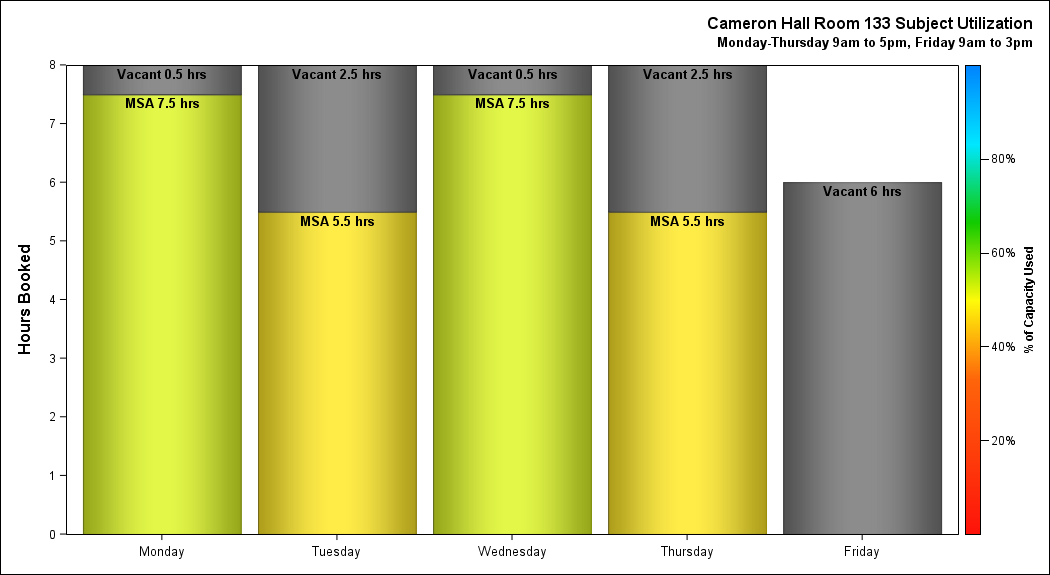 Cameron Hall Room 133 Subject Utilization
Monday-Thursday 9am to 5pm, Friday 9am to 3pm
Hours Booked
8
7
6
5
4
3
2
1
0
Vacant 0.5 hrs
MSA 7.5 hrs
Vacant 2.5 hrs
MSA 5.5 hrs
Vacant 0.5 hrs
MSA 7.5 hrs
Vacant 2.5 hrs
MSA 5.5 hrs
Vacant 6 hrs
Monday
Tuesday
Wednesday
Thursday
Friday
80%
60%
40%
20%
% of Capacity Used